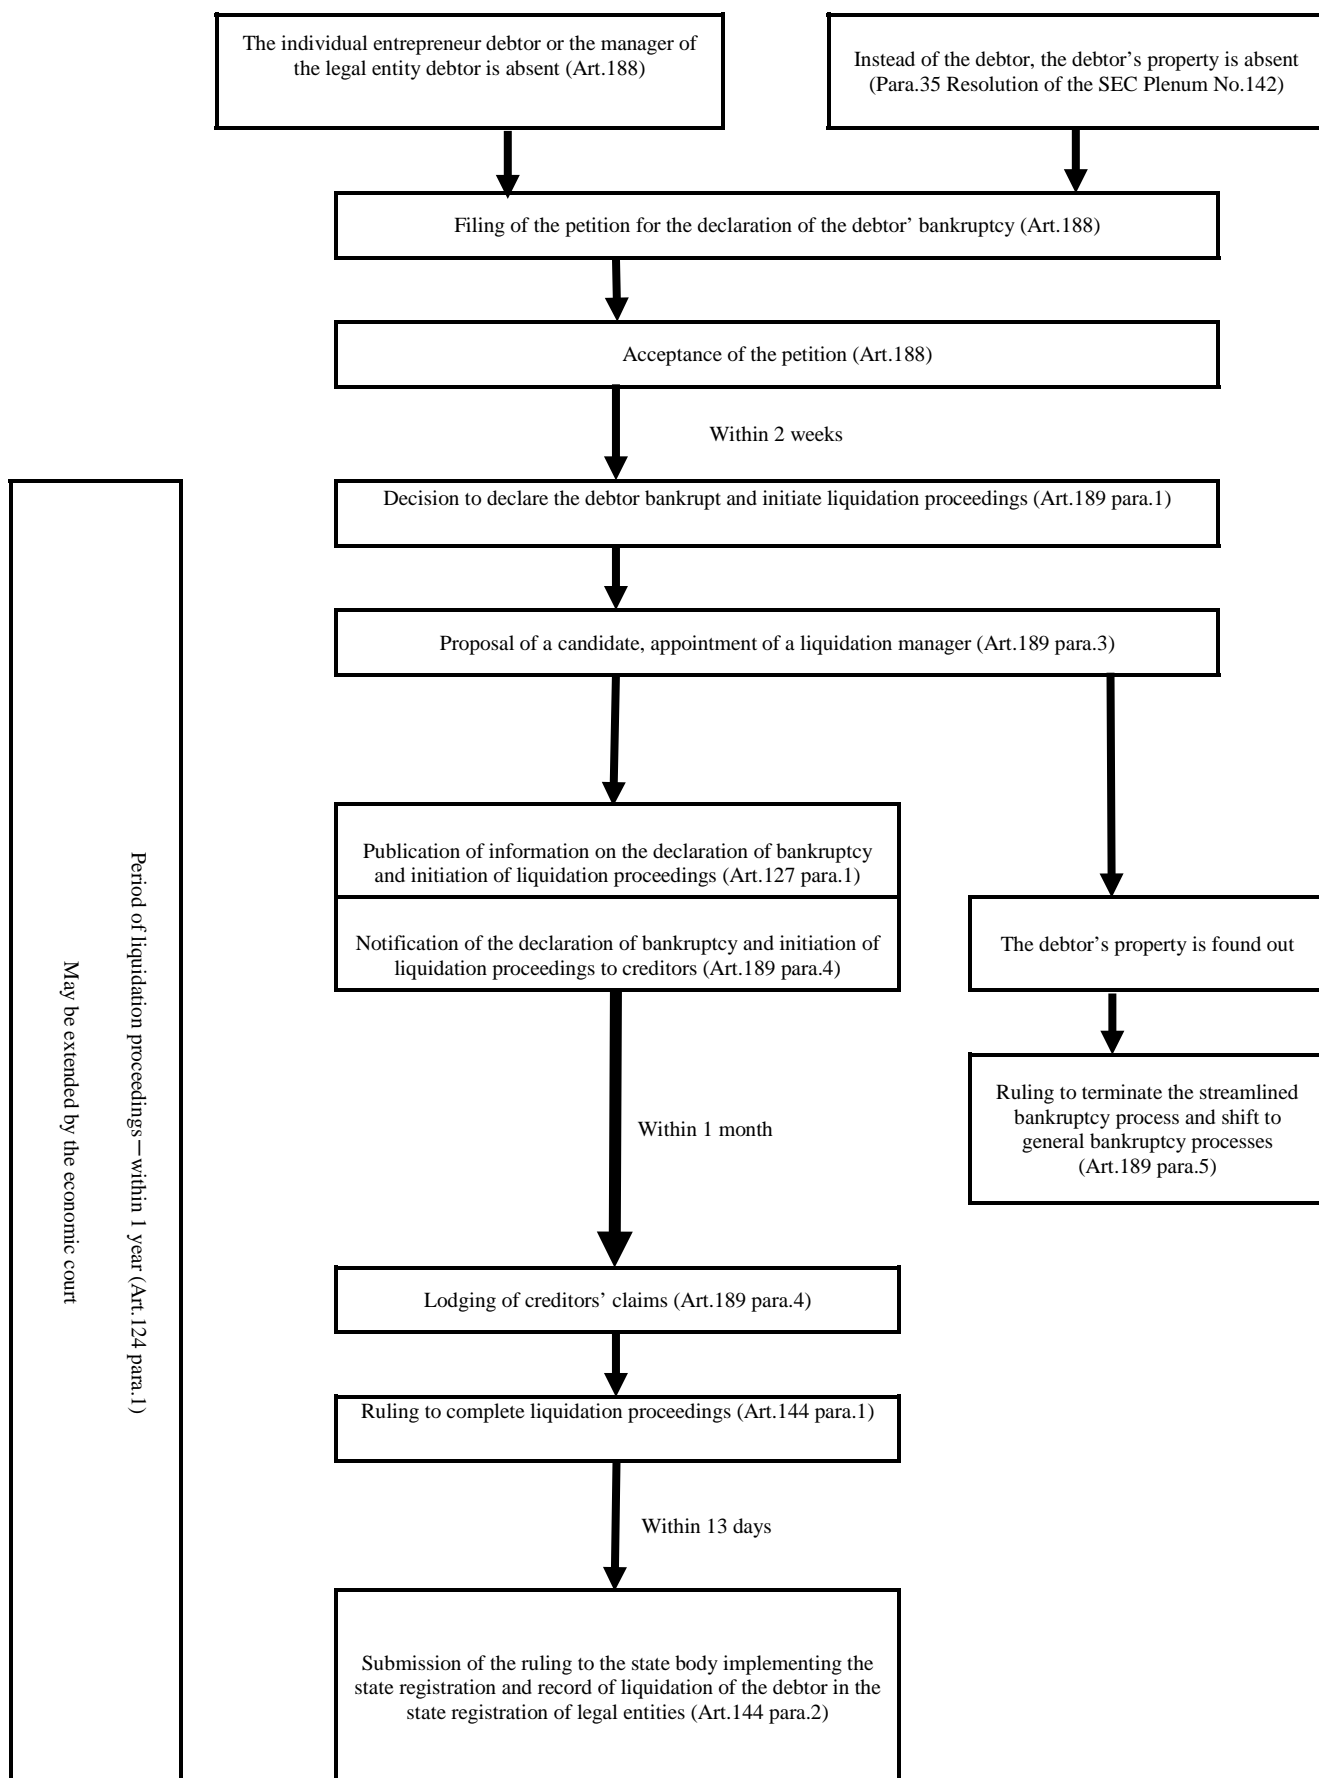 The individual entrepreneur debtor or the manager of
the legal entity debtor is absent (Art.188)
Instead of the debtor, the debtor’s property is absent
(Para.35 Resolution of the SEC Plenum No.142)
Filing of the petition for the declaration of the debtor’ bankruptcy (Art.188)
Acceptance of the petition (Art.188)
Within 2 weeks
Decision to declare the debtor bankrupt and initiate liquidation proceedings (Art.189 para.1)
Proposal of a candidate, appointment of a liquidation manager (Art.189 para.3)
Publication of information on the declaration of bankruptcy
and initiation of liquidation proceedings (Art.127 para.1)
Notification of the declaration of bankruptcy and initiation of
liquidation proceedings to creditors (Art.189 para.4)
The debtor’s property is found out
Ruling to terminate the streamlined
bankruptcy process and shift to
general bankruptcy processes
(Art.189 para.5)
Within 1 month
Lodging of creditors’ claims (Art.189 para.4)
Ruling to complete liquidation proceedings (Art.144 para.1)
Within 13 days
Submission of the ruling to the state body implementing the
state registration and record of liquidation of the debtor in the
state registration of legal entities (Art.144 para.2)
Period of liquidation proceedings—within 1 year (Art.124 para.1)
May be extended by the economic court